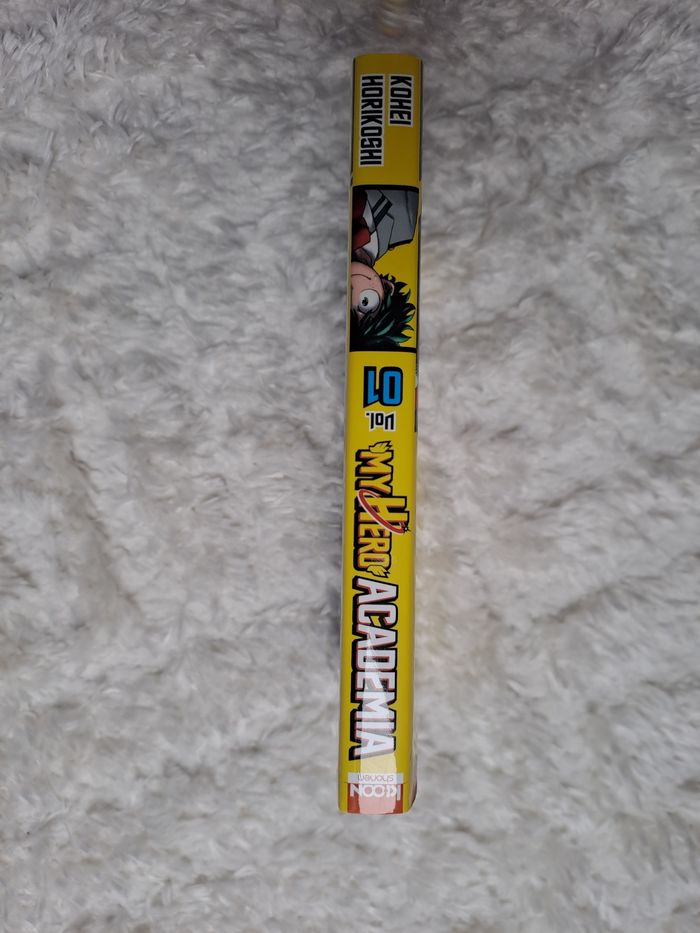 KOHEI
HORIKOSHI
Vol. 01
MY HERO ACADEMIA
KI-OON
shonen